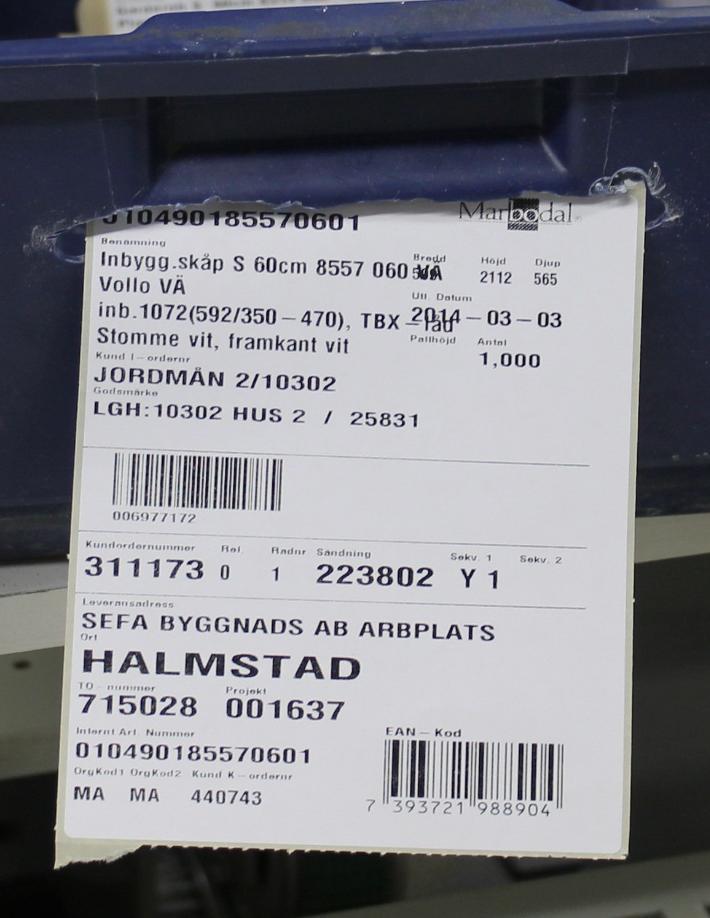 010490185570601
Marbodal
Benämning
Inbygg.skåp S 60cm 8557 060 VÄ
Vollo VÄ
inb.1072(592/350-470), TBX-låd
Stomme vit, framkant vit
Bredd Höjd Djup
2112 565
Utl. Datum
2014-03-03
Pallhöjd Antal
1,000
Kund I-ordernr
JORDMÅN 2/10302
Godsmärke
LGH:10302 HUS 2 / 25831
006977172
Kundordernummer Rel. Radnr Sändning Sekv. 1 Sekv. 2
311173 0 1 223802 Y 1
Leveransadress
SEFA BYGGNADS AB ARBPLATS
Ort
HALMSTAD
TO-nummer Projekt
715028 001637
Internt Art. Nummer
010490185570601
EAN-Kod
OrgKod1 OrgKod2 Kund K-ordernr
MA MA 440743
7 393721 988904